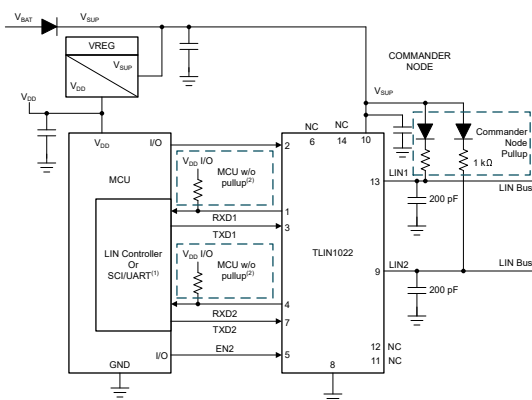 VBAT
VSUP
VREG
VSUP
VDD
VDD
COMMANDER
NODE
VSUP
NC
NC
6
14
10
VDD
I/O
2
MCU
VDD I/O
MCU w/o
pullup(2)
Commander
Node
Pullup
1 kΩ
13
LIN1
LIN Bus
200 pF
1
RXD1
3
TXD1
LIN Controller
Or
SCI/UART(1)
VDD I/O
MCU w/o
pullup(2)
TLIN1022
9
LIN2
LIN Bus
200 pF
4
RXD2
7
TXD2
12
NC
I/O
EN2
5
11
NC
GND
8